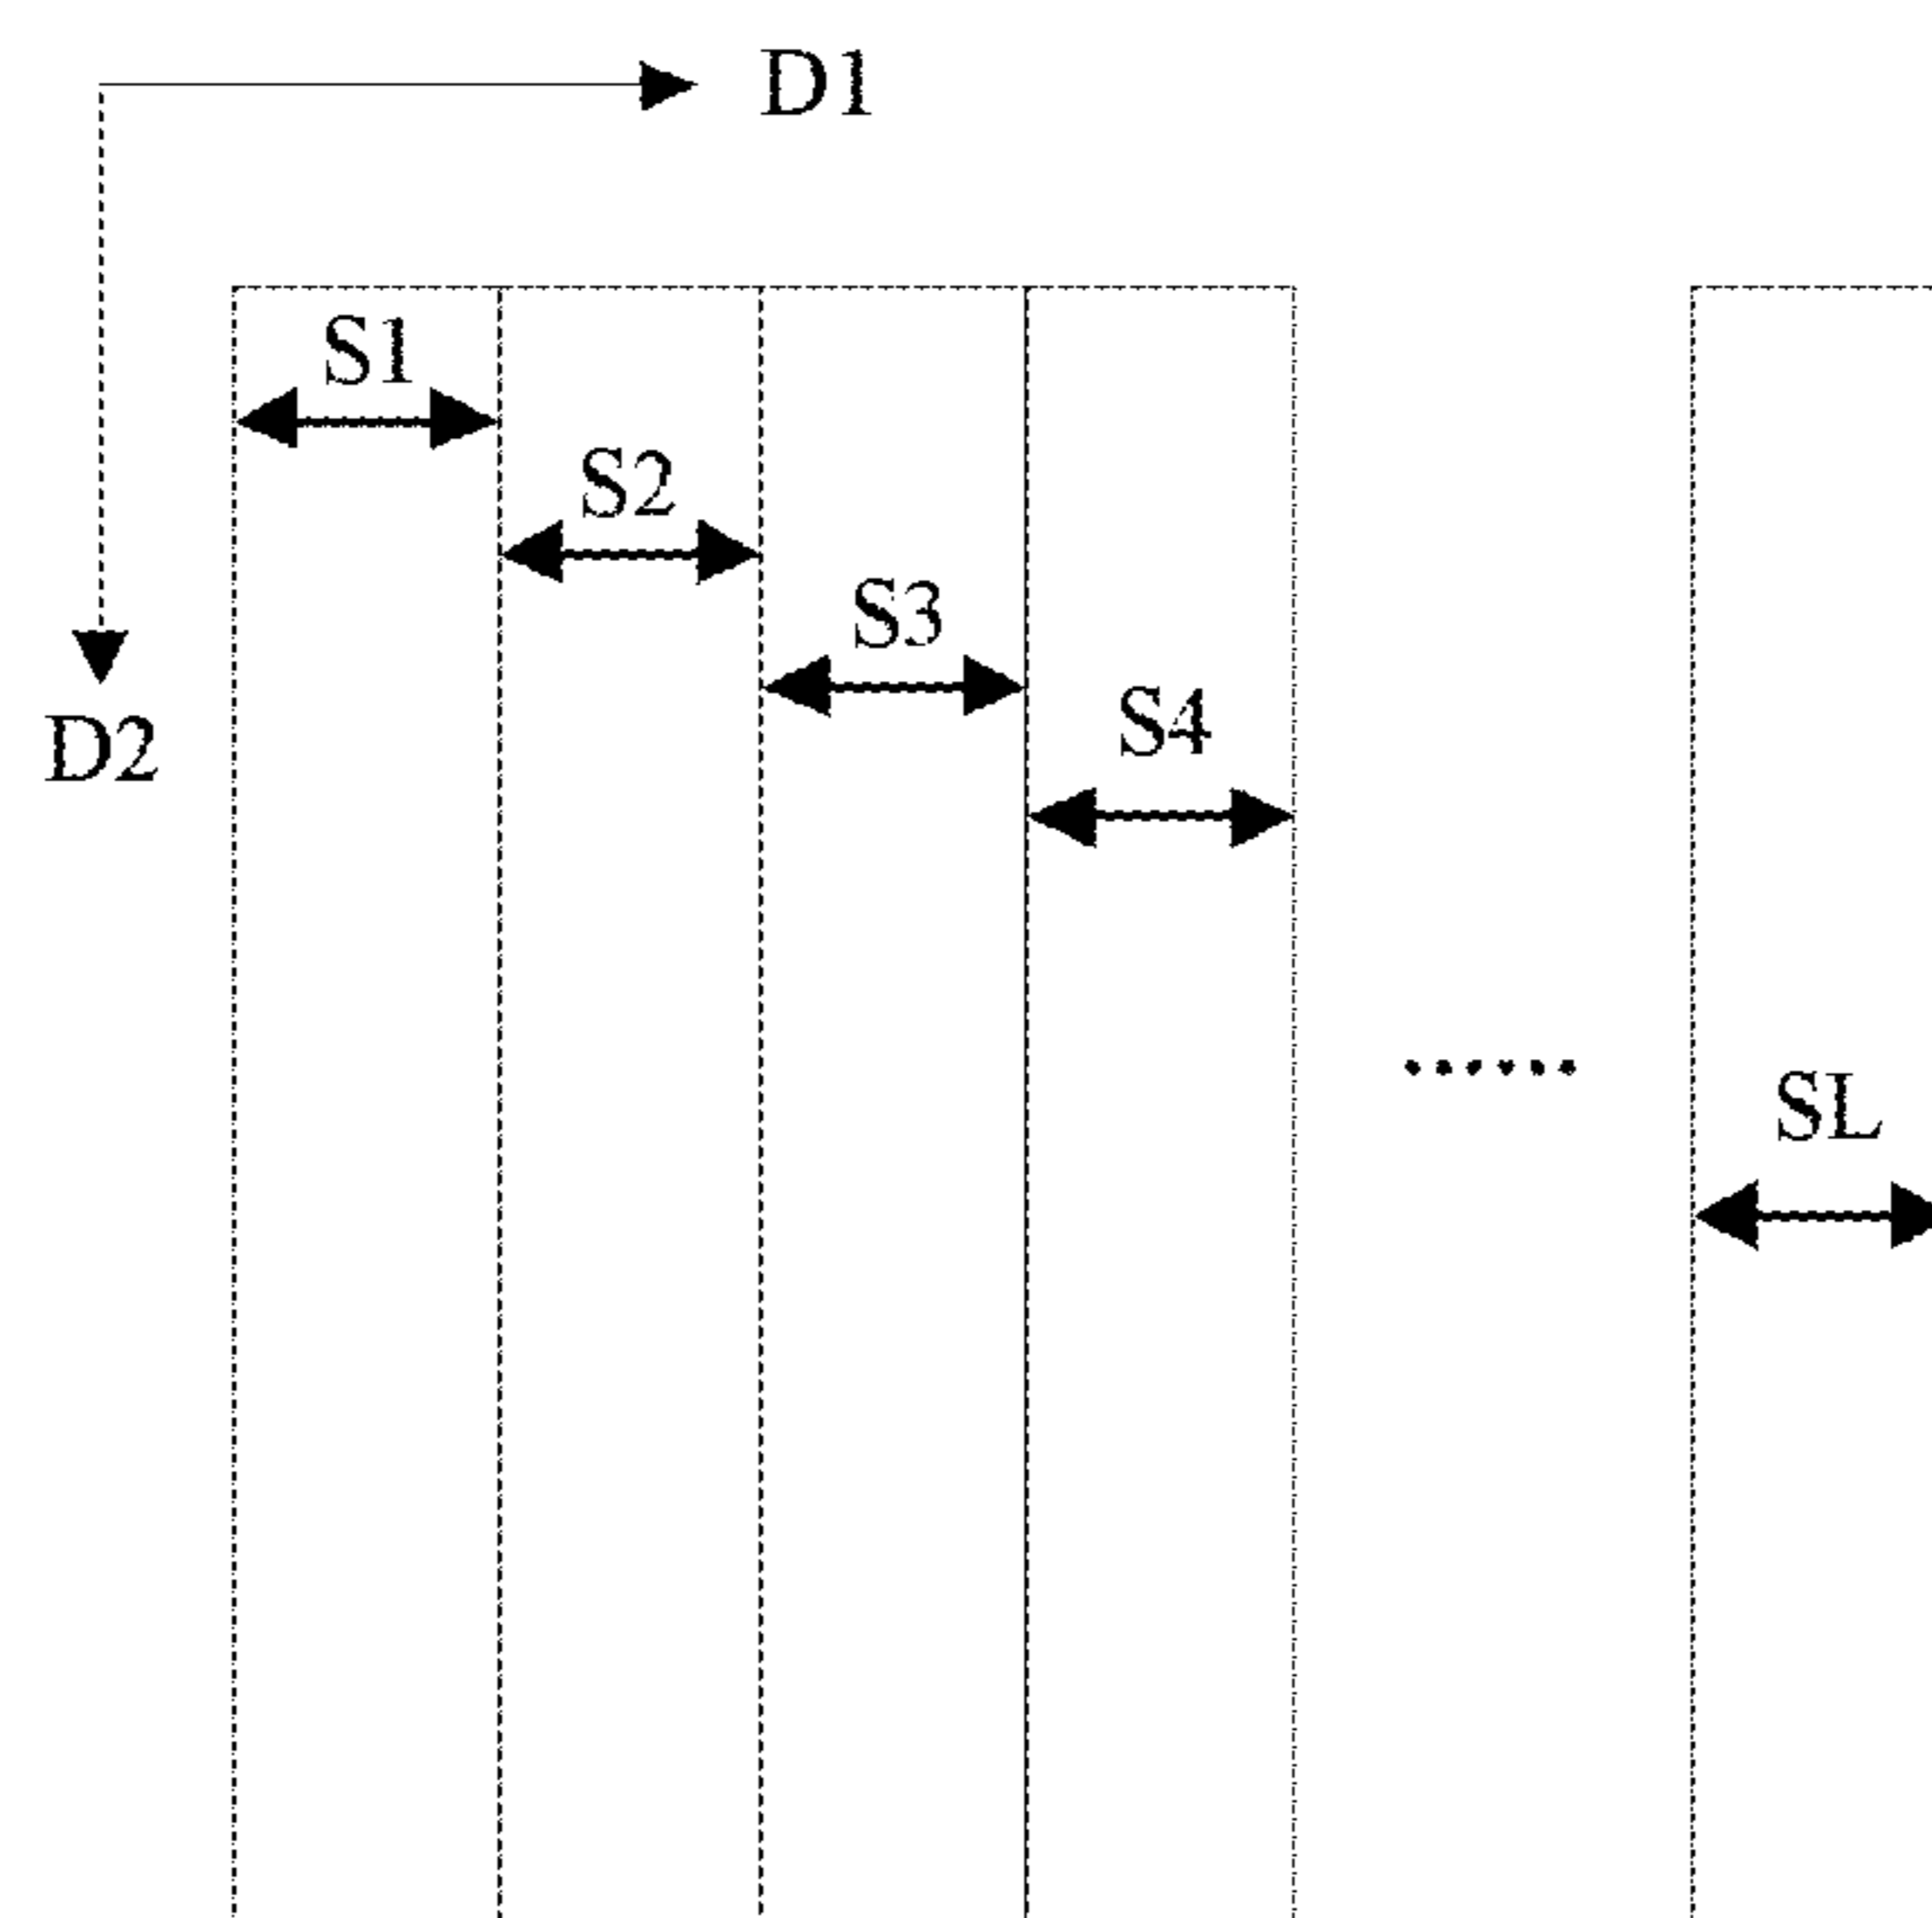 D1
S1
S2
S3
S4
D2
......
SL